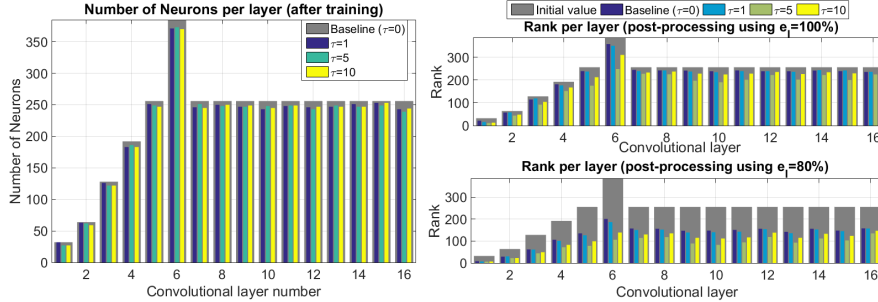 Number of Neurons per layer (after training)
Number of Neurons
350
300
250
200
150
100
50
0
Baseline (τ=0)
τ=1
τ=5
τ=10
2 4 6 8 10 12 14 16
Convolutional layer number
Initial value Baseline (τ=0) τ=1 τ=5 τ=10
Rank per layer (post-processing using el=100%)
Rank
300
200
100
0
2 4 6 8 10 12 14 16
Convolutional layer
Rank per layer (post-processing using el=80%)
Rank
300
200
100
0
2 4 6 8 10 12 14 16
Convolutional layer